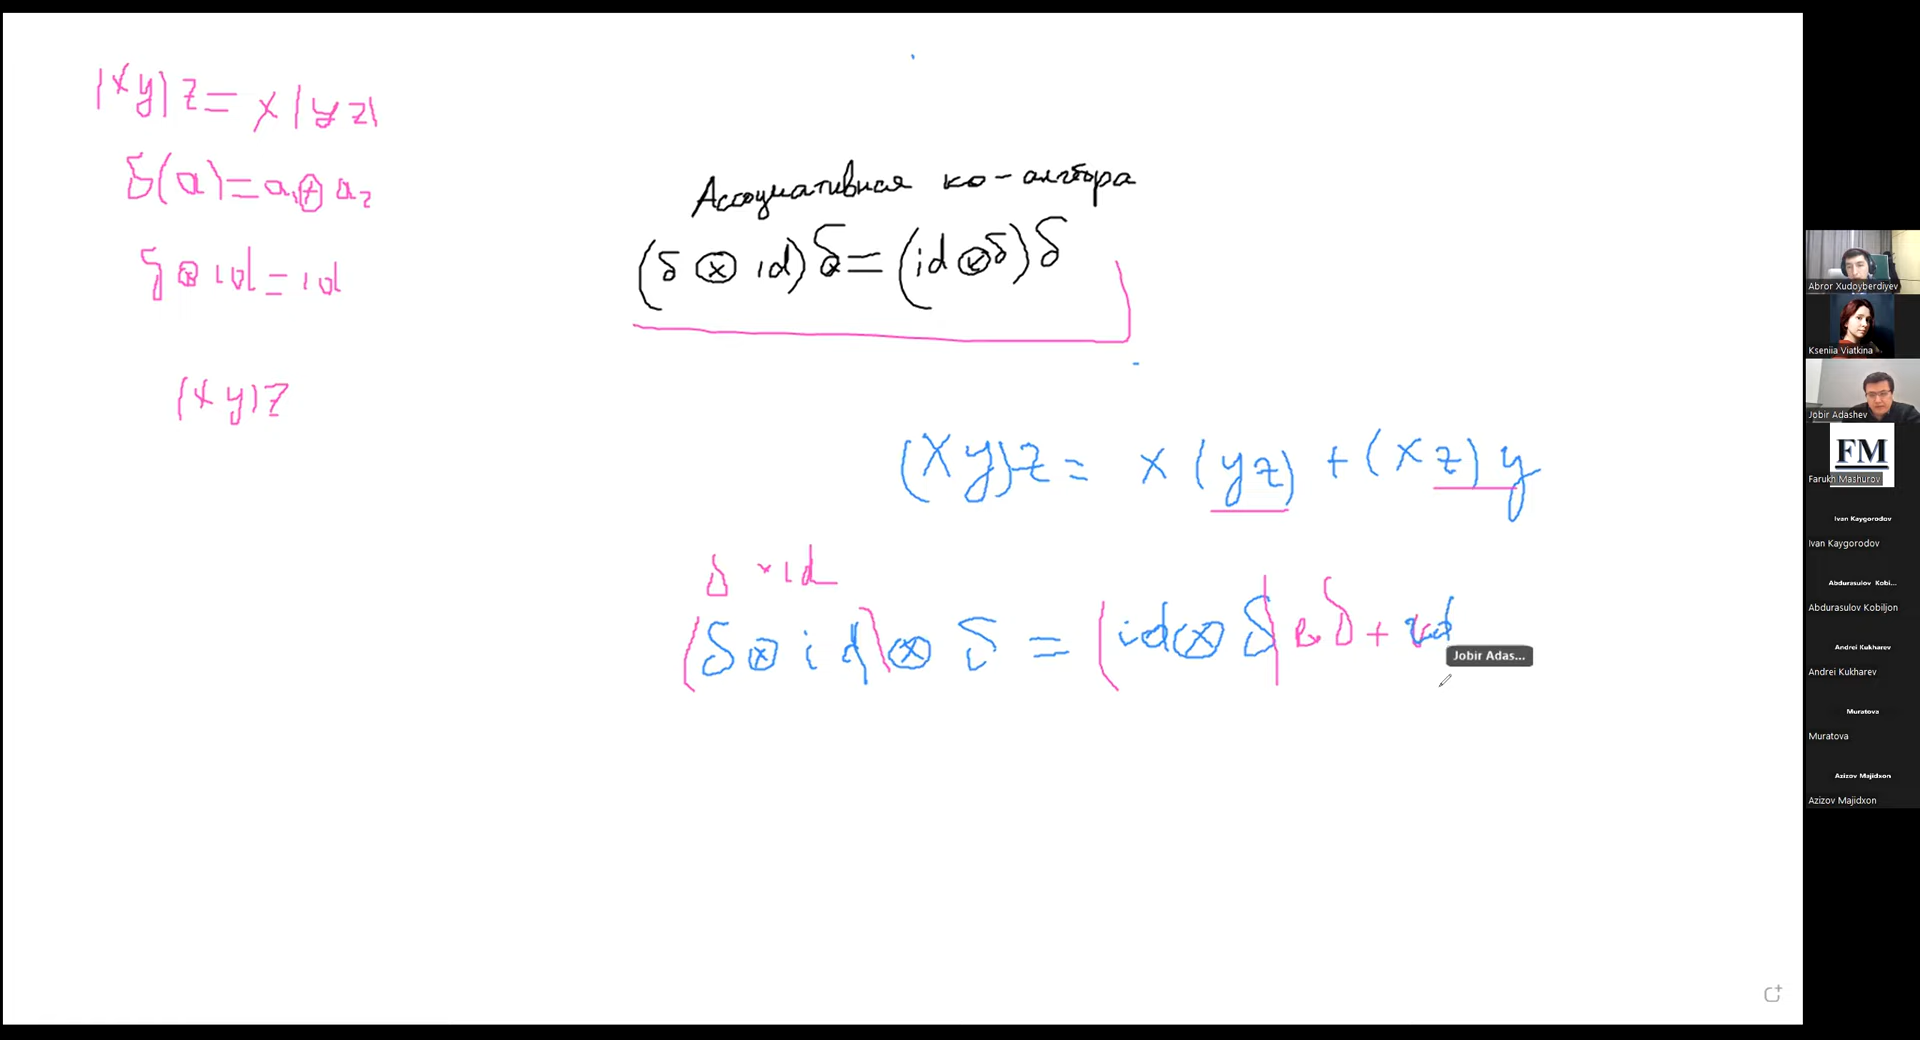 (xy)z = x(yz)
δ(a) = a₁ ⊗ a₂
δ ⊗ id = id
(xy)z
Ассоциативная ко-алгебра
(δ ⊗ id)δ = (id ⊗ δ)δ
(xy)z = x(yz) + (xz)y
δ × id
(δ ⊗ id) ⊗ δ = (id ⊗ δ) δ + id
Jobir Adas...
Abror Xudoyberdiyev
Kseniia Viatkina
Jobir Adashev
FM
Farukh Mashurov
Ivan Kaygorodov
Ivan Kaygorodov
Abdurasulov Kobi...
Abdurasulov Kobiljon
Andrei Kukharev
Andrei Kukharev
Muratova
Muratova
Azizov Majidxon
Azizov Majidxon